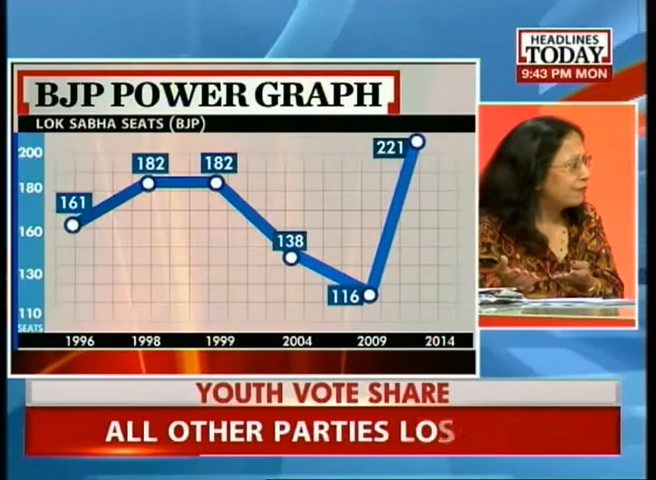 HEADLINES
TODAY
9:43 PM MON
BJP POWER GRAPH
LOK SABHA SEATS (BJP)
200
180
160
130
110
SEATS
161
182
182
138
116
221
1996
1998
1999
2004
2009
2014
YOUTH VOTE SHARE
ALL OTHER PARTIES LOS